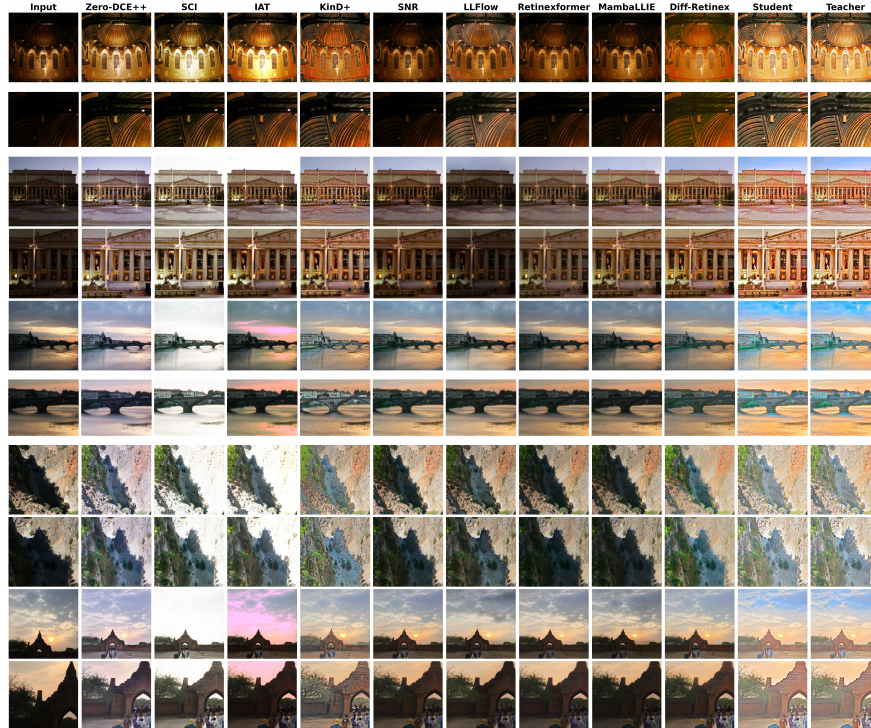 Input Zero-DCE++ SCI IAT KinD+ SNR LLFlow Retinexformer MambaLLIE Diff-Retinex Student Teacher